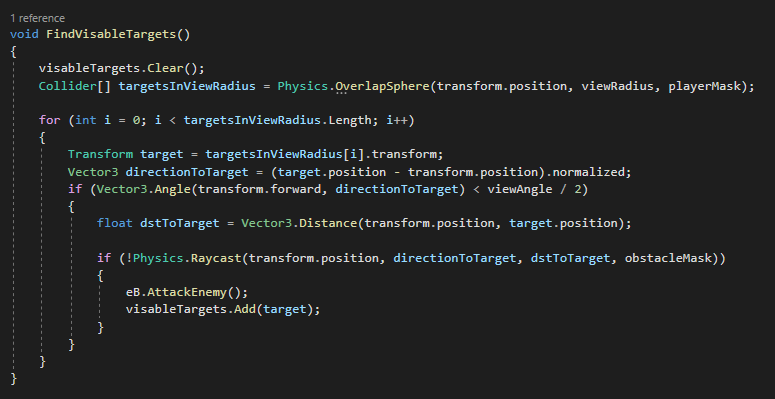 1 reference
void FindVisableTargets()
{
visableTargets.Clear();
Collider[] targetsInViewRadius = Physics.OverlapSphere(transform.position, viewRadius, playerMask);
for (int i = 0; i < targetsInViewRadius.Length; i++)
{
Transform target = targetsInViewRadius[i].transform;
Vector3 directionToTarget = (target.position - transform.position).normalized;
if (Vector3.Angle(transform.forward, directionToTarget) < viewAngle / 2)
{
float dstToTarget = Vector3.Distance(transform.position, target.position);
if (!Physics.Raycast(transform.position, directionToTarget, dstToTarget, obstacleMask))
{
eB.AttackEnemy();
visableTargets.Add(target);
}
}
}
}